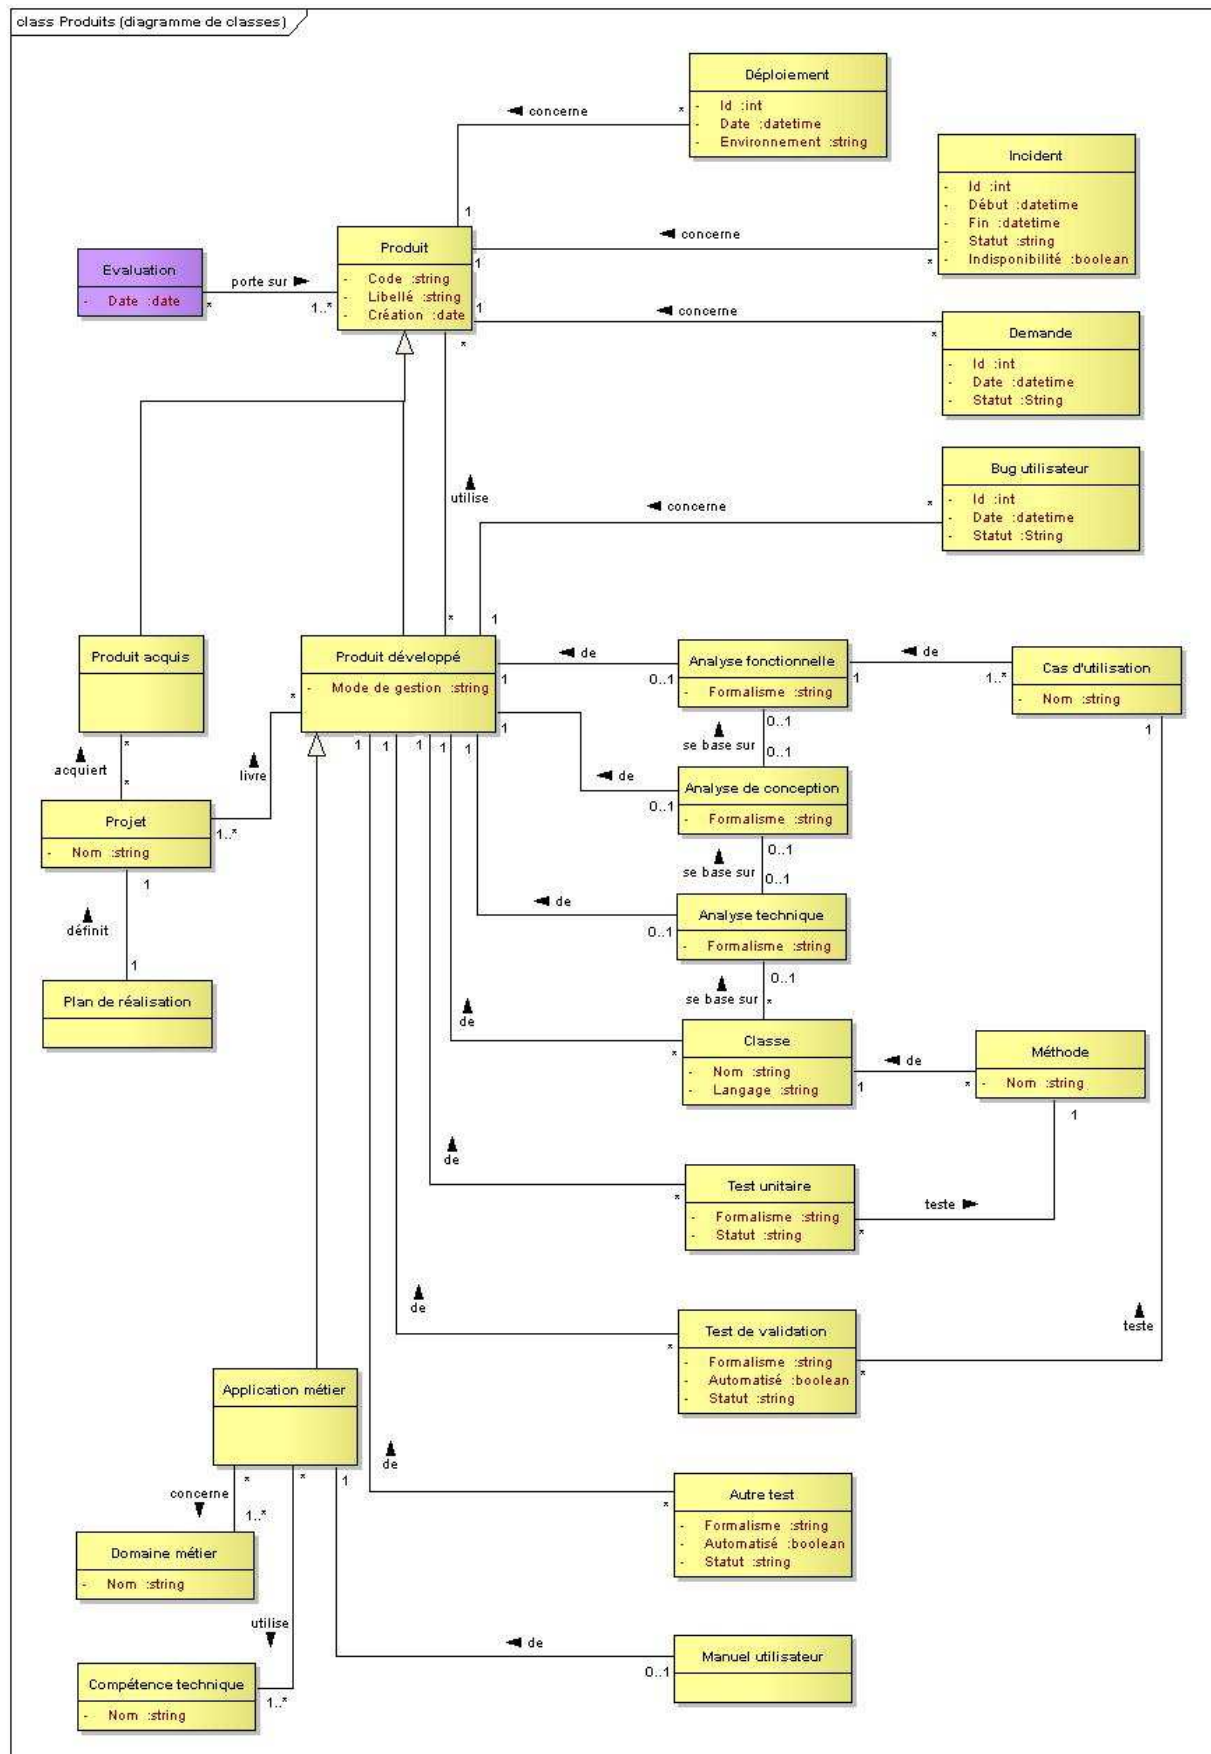 class Produits (diagramme de classes)
Déploiement
- Id :int
- Date :datetime
- Environnement :string
◄ concerne
*
1
Incident
- Id :int
- Début :datetime
- Fin :datetime
- Statut :string
- Indisponibilité :boolean
◄ concerne
1
*
Produit
- Code :string
- Libellé :string
- Création :date
Evaluation
- Date :date
porte sur ►
*
1..*
◄ concerne
1
*
Demande
- Id :int
- Date :datetime
- Statut :String
*
▲
utilise
*
Bug utilisateur
- Id :int
- Date :datetime
- Statut :String
◄ concerne
*
1
Produit acquis
Produit développé
- Mode de gestion :string
◄ de
1
0..1
Analyse fonctionnelle
- Formalisme :string
◄ de
1
1..*
Cas d'utilisation
- Nom :string
1
▲
acquiert
*
*
▲
livre
*
1..*
Projet
- Nom :string
1
▲
définit
1
Plan de réalisation
0..1
▲
se base sur
0..1
1
◄ de
0..1
Analyse de conception
- Formalisme :string
1
1
1
1
1
0..1
▲
se base sur
0..1
◄ de
0..1
Analyse technique
- Formalisme :string
0..1
▲
se base sur
*
▲
de
*
Classe
- Nom :string
- Langage :string
◄ de
1
*
Méthode
- Nom :string
1
▲
de
*
Test unitaire
- Formalisme :string
- Statut :string
teste ►
*
▲
de
*
Test de validation
- Formalisme :string
- Automatisé :boolean
- Statut :string
*
▲
teste
Application métier
▲
de
*
Autre test
- Formalisme :string
- Automatisé :boolean
- Statut :string
concerne
▼
*
1..*
*
1
Domaine métier
- Nom :string
utilise
▼
1..*
Compétence technique
- Nom :string
◄ de
0..1
Manuel utilisateur